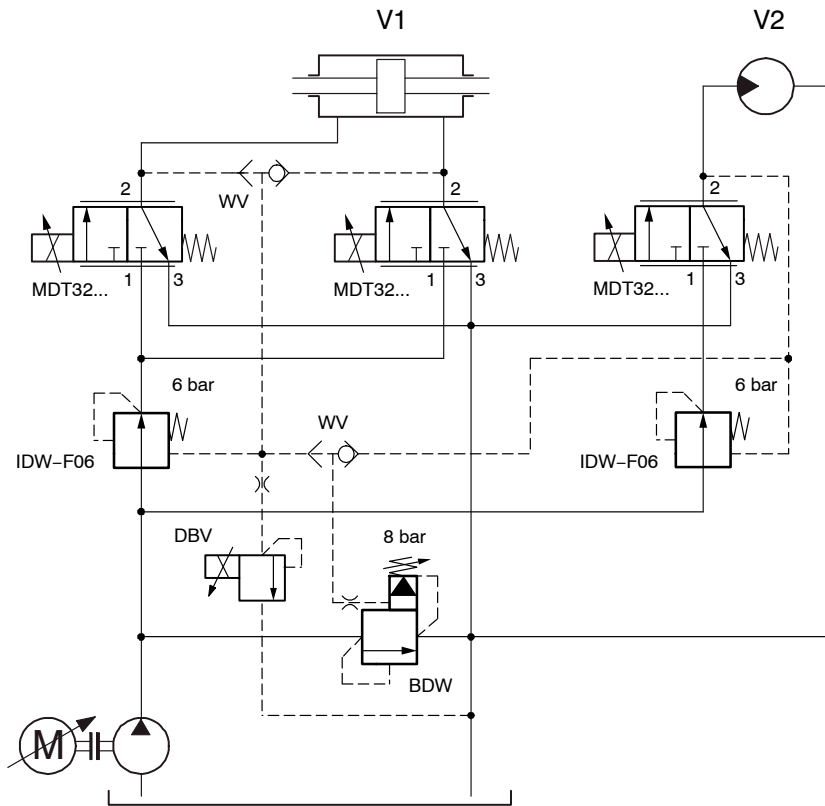 V1 V2
WV
2 2 2
1 3 1 3 1 3
MDT32... MDT32... MDT32...
6 bar 6 bar
WV
IDW–F06 IDW–F06
DBV 8 bar
BDW
M